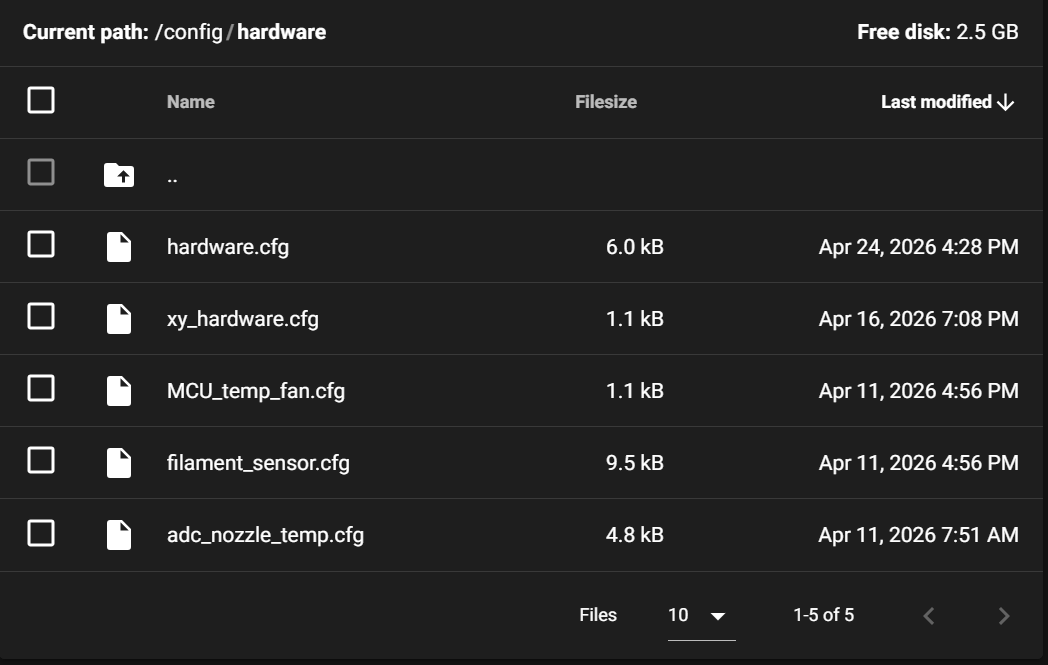 Current path: /config/hardware Free disk: 2.5 GB
Name Filesize Last modified
..
hardware.cfg 6.0 kB Apr 24, 2026 4:28 PM
xy_hardware.cfg 1.1 kB Apr 16, 2026 7:08 PM
MCU_temp_fan.cfg 1.1 kB Apr 11, 2026 4:56 PM
filament_sensor.cfg 9.5 kB Apr 11, 2026 4:56 PM
adc_nozzle_temp.cfg 4.8 kB Apr 11, 2026 7:51 AM
Files 10 1-5 of 5